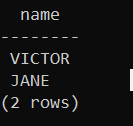 name
--------
VICTOR
JANE
(2 rows)